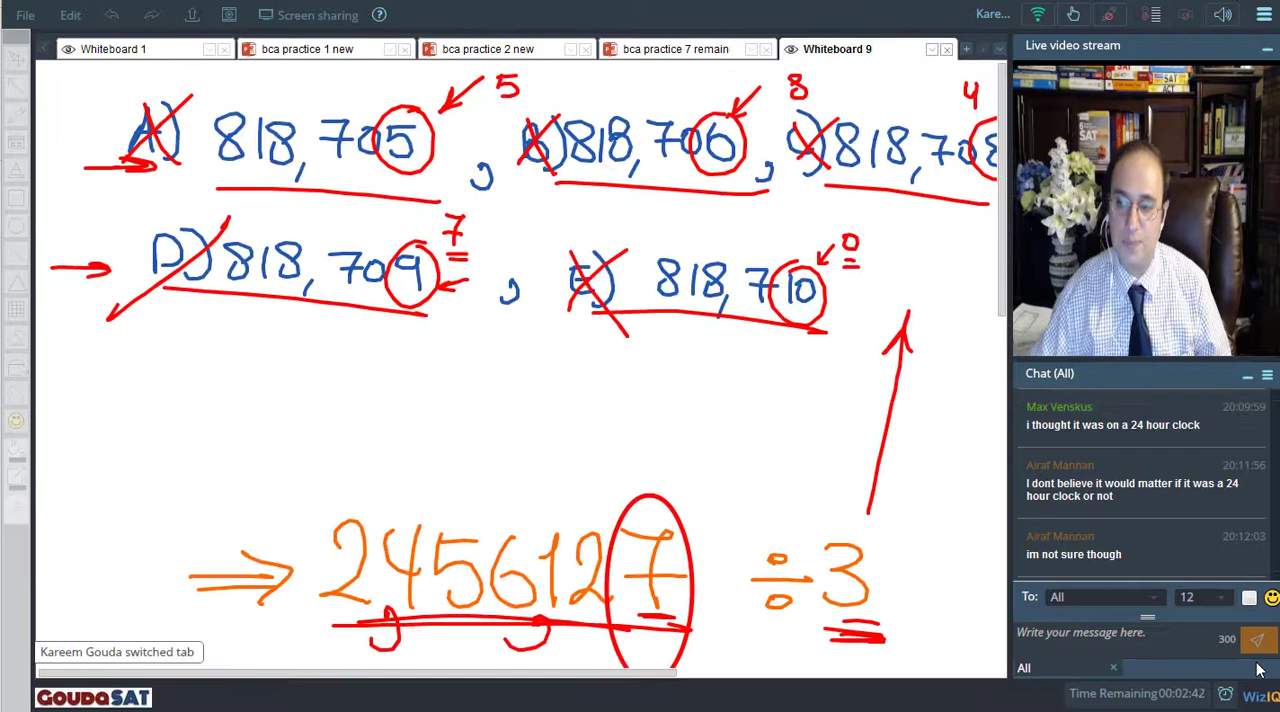 File Edit Screen sharing Kare...
Whiteboard 1 bca practice 1 new bca practice 2 new bca practice 7 remain Whiteboard 9
Live video stream
5 8 4
A) 818,705 , B) 818,706 , C) 818,708
7 0
D) 818,709 , E) 818,710
⇒ 2,456,127 ÷ 3
Kareem Gouda switched tab
GOUDASAT
Chat (All)
Max Venskus 20:09:59
i thought it was on a 24 hour clock
Airaf Mannan 20:11:56
I dont believe it would matter if it was a 24
hour clock or not
Airaf Mannan 20:12:03
im not sure though
To: All 12
Write your message here. 300
All
Time Remaining 00:02:42 WizIQ